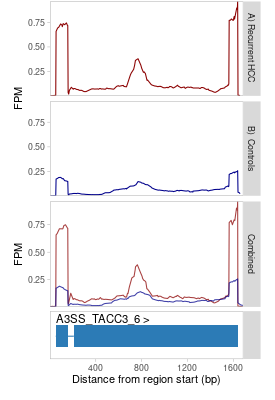 0.75
0.50
0.25
FPM
A) Recurrent HCC
0.75
0.50
0.25
B) Controls
0.75
0.50
0.25
FPM
Combined
A3SS_TACC3_6 >
400
800
1200
1600
Distance from region start (bp)